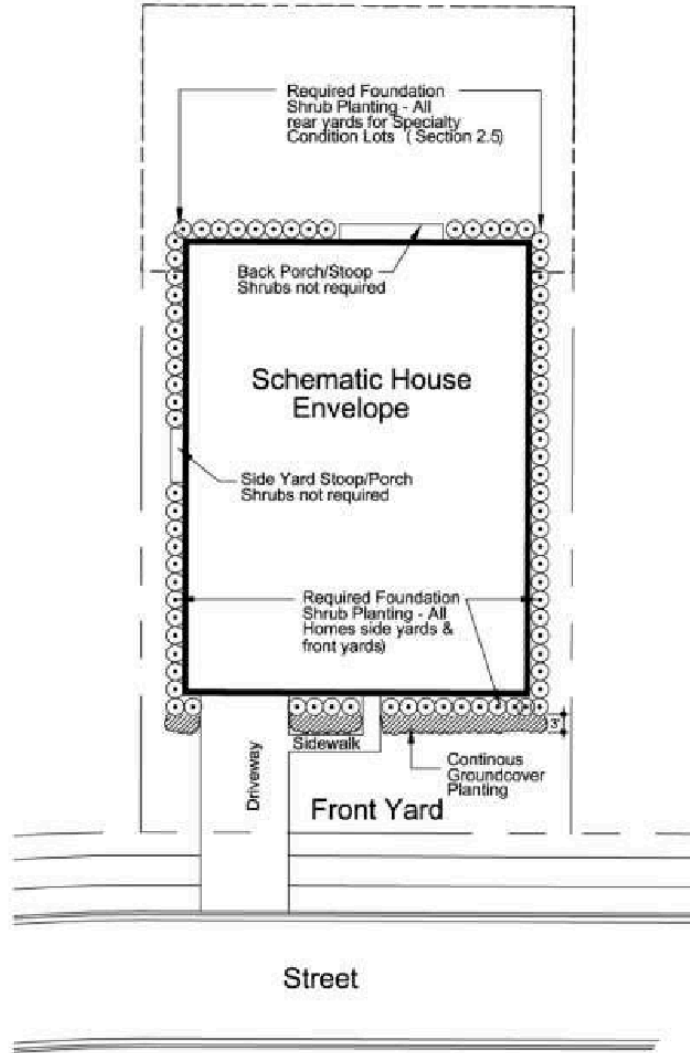 Required Foundation
Shrub Planting - All
rear yards for Specialty
Condition Lots ( Section 2.5)
Back Porch/Stoop
Shrubs not required
Schematic House
Envelope
Side Yard Stoop/Porch
Shrubs not required
Required Foundation
Shrub Planting - All
Homes side yards &
front yards)
3'
Sidewalk
Driveway
Continous
Groundcover
Planting
Front Yard
Street